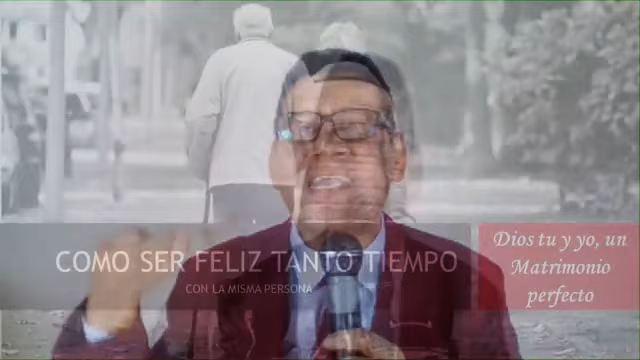 COMO SER FELIZ TANTO TIEMPO
CON LA MISMA PERSONA
Dios tu y yo, un
Matrimonio
perfecto